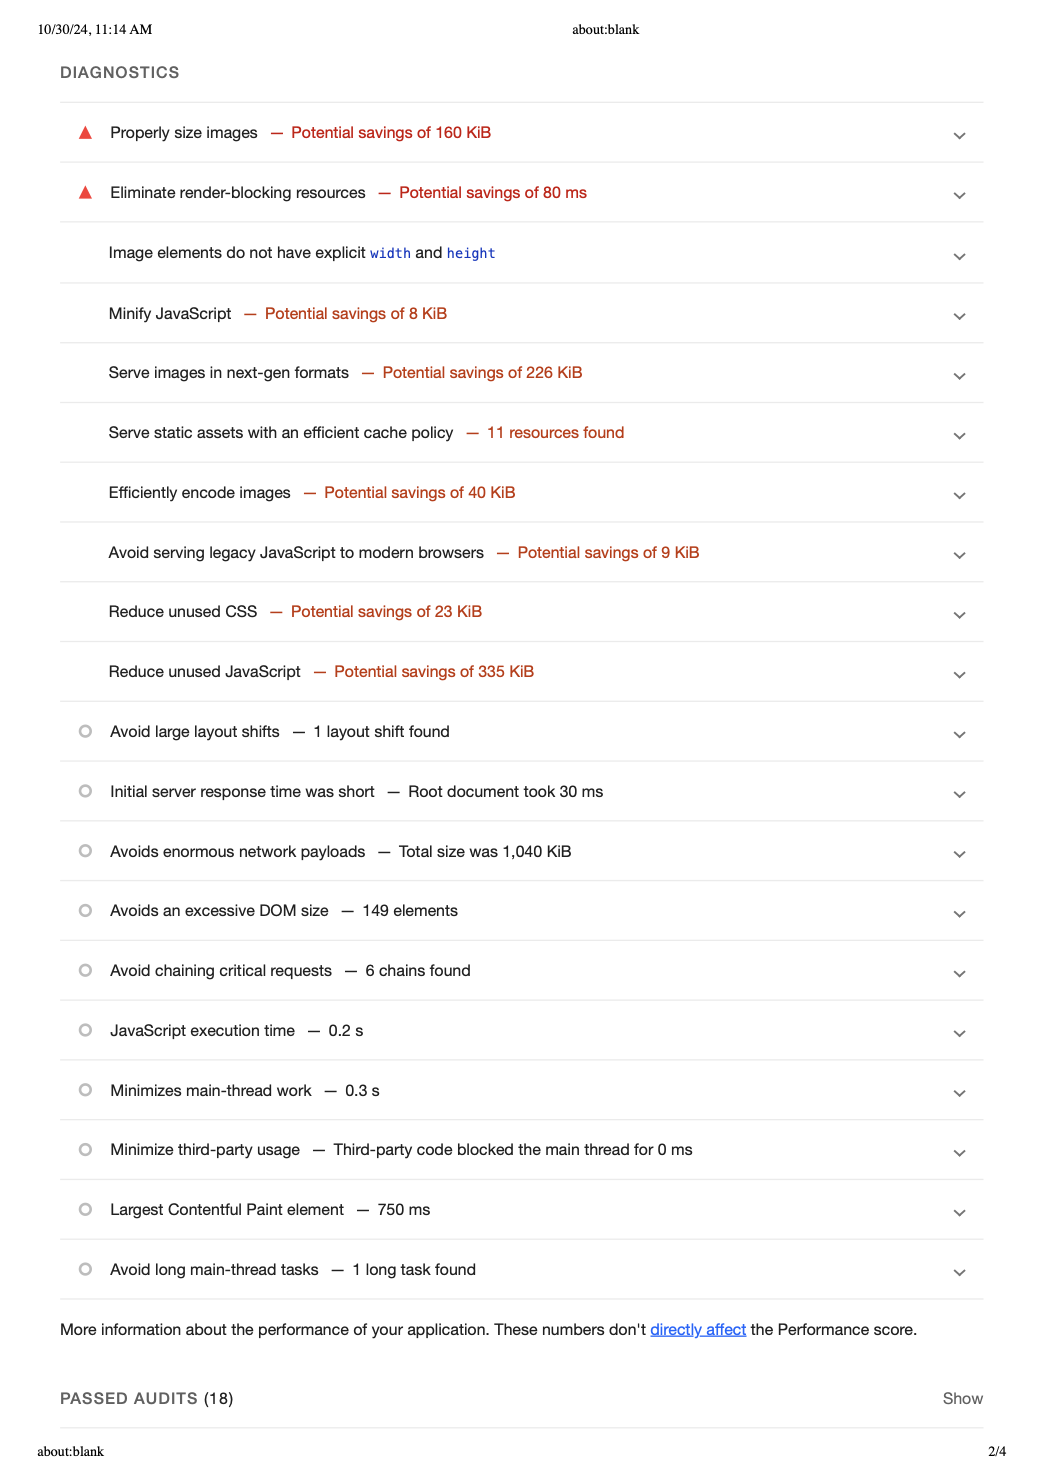 10/30/24, 11:14 AM about:blank
DIAGNOSTICS
Properly size images — Potential savings of 160 KiB
Eliminate render-blocking resources — Potential savings of 80 ms
Image elements do not have explicit width and height
Minify JavaScript — Potential savings of 8 KiB
Serve images in next-gen formats — Potential savings of 226 KiB
Serve static assets with an efficient cache policy — 11 resources found
Efficiently encode images — Potential savings of 40 KiB
Avoid serving legacy JavaScript to modern browsers — Potential savings of 9 KiB
Reduce unused CSS — Potential savings of 23 KiB
Reduce unused JavaScript — Potential savings of 335 KiB
Avoid large layout shifts — 1 layout shift found
Initial server response time was short — Root document took 30 ms
Avoids enormous network payloads — Total size was 1,040 KiB
Avoids an excessive DOM size — 149 elements
Avoid chaining critical requests — 6 chains found
JavaScript execution time — 0.2 s
Minimizes main-thread work — 0.3 s
Minimize third-party usage — Third-party code blocked the main thread for 0 ms
Largest Contentful Paint element — 750 ms
Avoid long main-thread tasks — 1 long task found
More information about the performance of your application. These numbers don't directly affect the Performance score.
PASSED AUDITS (18) Show
about:blank 2/4